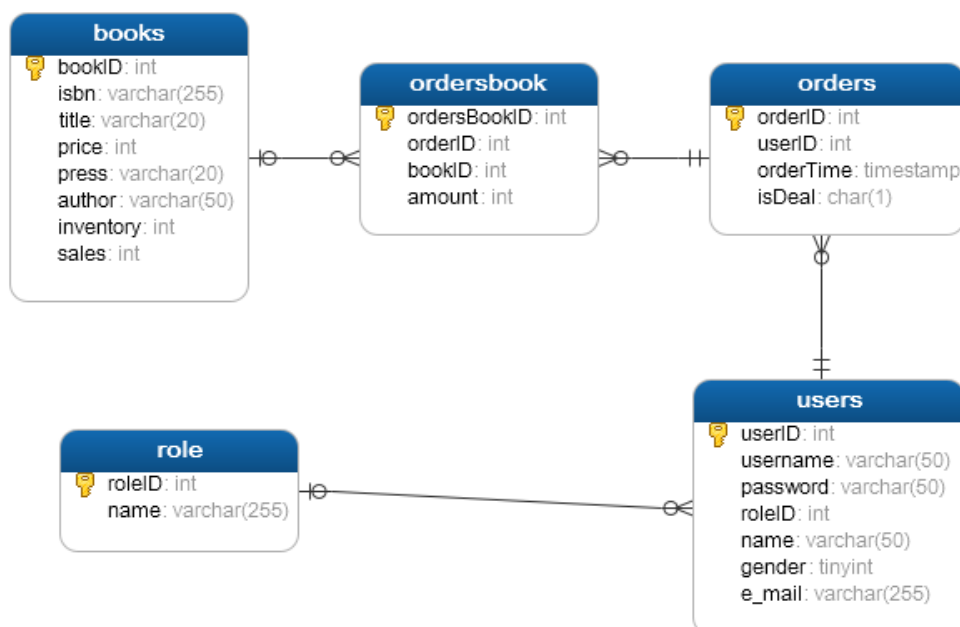 books
bookID: int
isbn: varchar(255)
title: varchar(20)
price: int
press: varchar(20)
author: varchar(50)
inventory: int
sales: int
ordersbook
ordersBookID: int
orderID: int
bookID: int
amount: int
orders
orderID: int
userID: int
orderTime: timestamp
isDeal: char(1)
role
roleID: int
name: varchar(255)
users
userID: int
username: varchar(50)
password: varchar(50)
roleID: int
name: varchar(50)
gender: tinyint
e_mail: varchar(255)